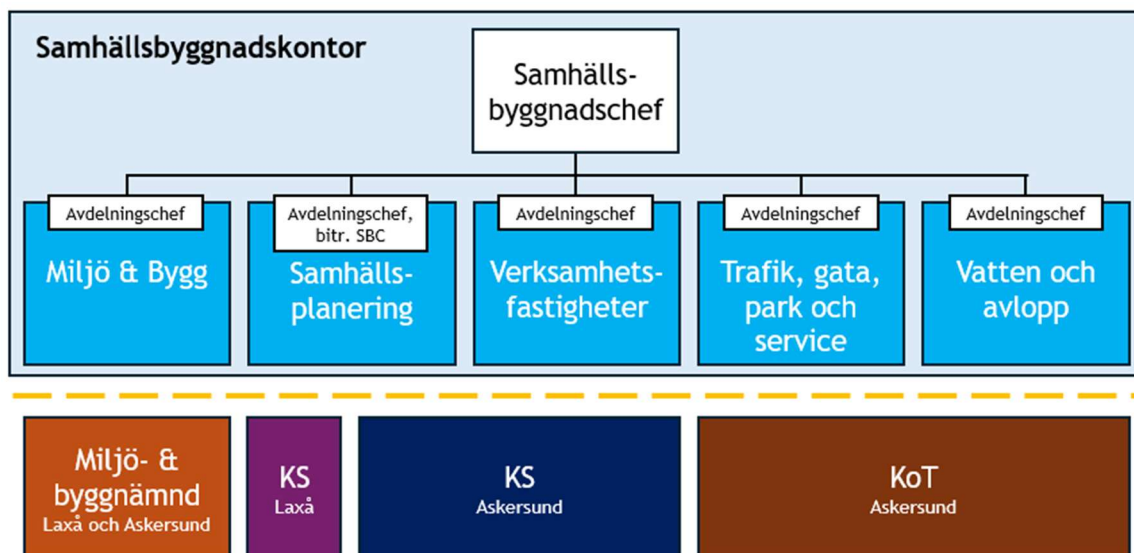 Samhällsbyggnadskontor
Samhälls-
byggnadschef
Avdelningschef
Miljö & Bygg
Avdelningschef,
bitr. SBC
Samhälls-
planering
Avdelningschef
Verksamhets-
fastigheter
Avdelningschef
Trafik, gata,
park och
service
Avdelningschef
Vatten och
avlopp
Miljö- &
byggnämnd
Laxå och Askersund
KS
Laxå
KS
Askersund
KoT
Askersund